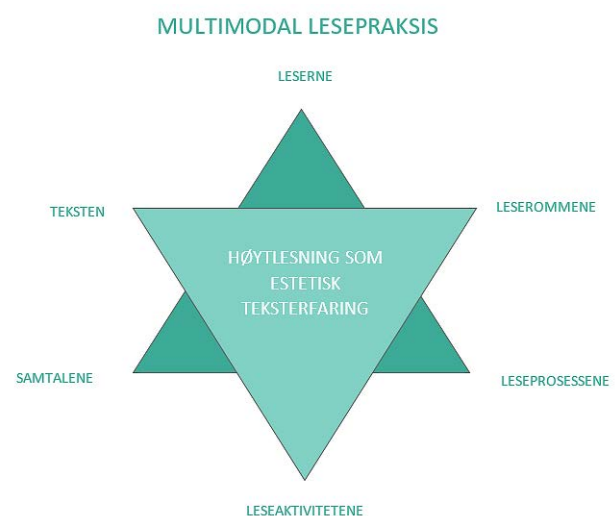 MULTIMODAL LESEPRAKSIS
LESERNE
TEKSTEN
LESEROMMENE
HØYTLESNING SOM
ESTETISK
TEKSTERFARING
SAMTALENE
LESEPROSESSENE
LESEAKTIVITETENE